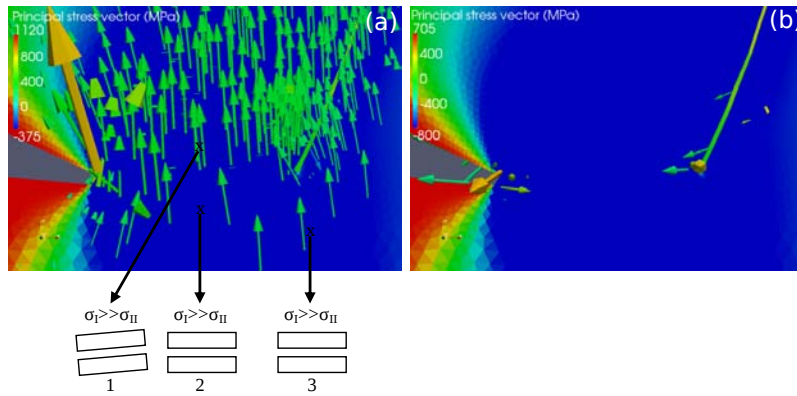 Principal stress vector (MPa)
(a)
1120
800
400
0
-375
x
x
x
Principal stress vector (MPa)
(b)
705
400
0
-400
-800
σI>>σII
σI>>σII
σI>>σII
1
2
3